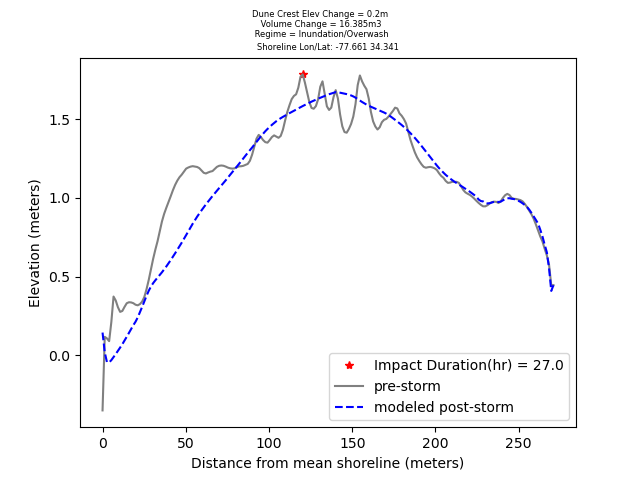 Dune Crest Elev Change = 0.2m
Volume Change = 16.385m3
Regime = Inundation/Overwash
Shoreline Lon/Lat: -77.661 34.341
1.5
1.0
0.5
0.0
Elevation (meters)
Impact Duration(hr) = 27.0
pre-storm
modeled post-storm
0 50 100 150 200 250
Distance from mean shoreline (meters)